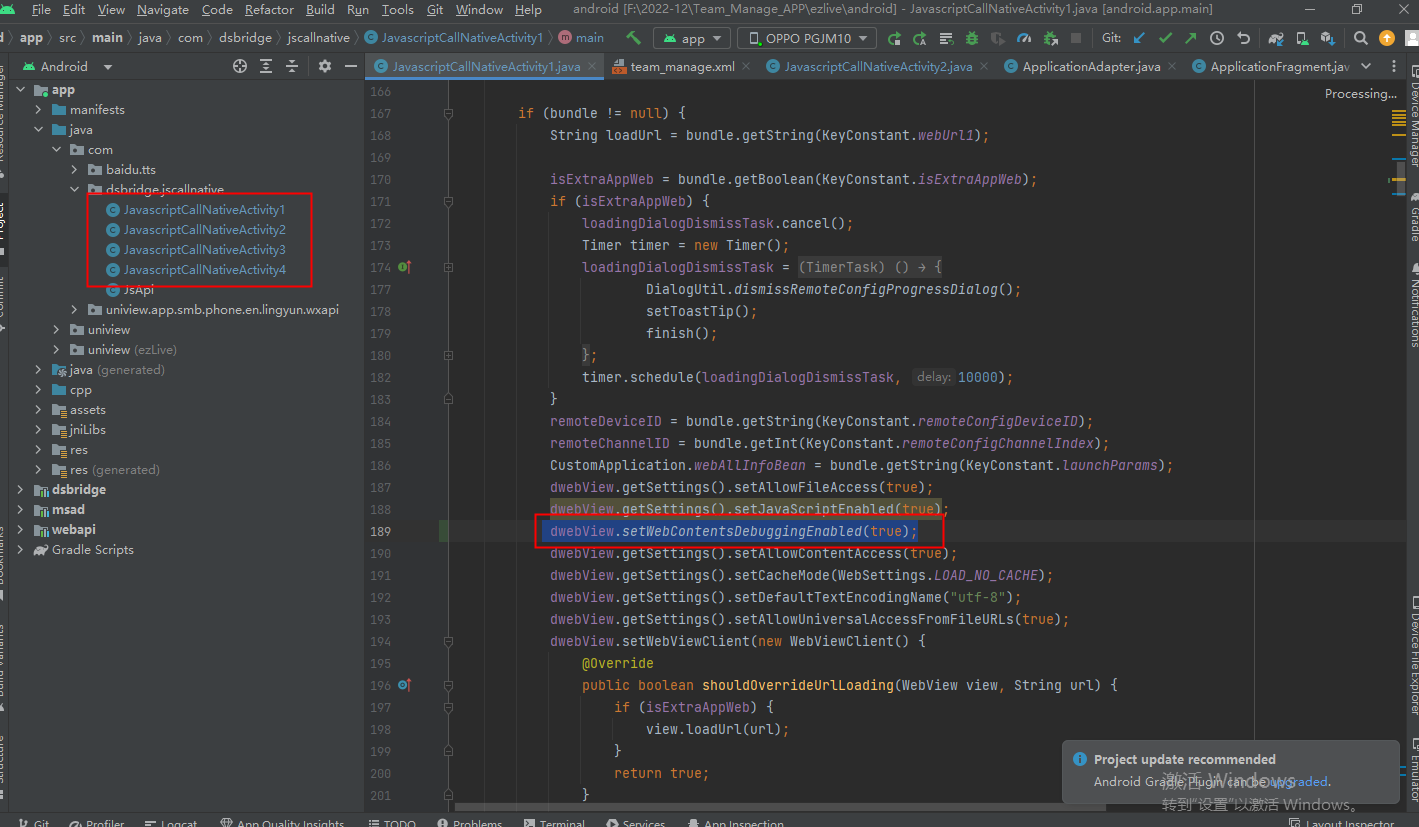 File Edit View Navigate Code Refactor Build Run Tools Git Window Help android [F:\2022-12\Team_Manage_APP\ezlive\android] - JavascriptCallNativeActivity1.java [android.app.main]
app src main java com dsbridge jscallnative JavascriptCallNativeActivity1 main app OPPO PGJM10 Git:
Android JavascriptCallNativeActivity1.java team_manage.xml JavascriptCallNativeActivity2.java ApplicationAdapter.java ApplicationFragment.jav
Processing...
app
manifests
java
com
baidu.tts
dsbridge.jscallnative
JavascriptCallNativeActivity1
JavascriptCallNativeActivity2
JavascriptCallNativeActivity3
JavascriptCallNativeActivity4
JsApi
uniview.app.smb.phone.en.lingyun.wxapi
uniview
uniview (ezLive)
java (generated)
cpp
assets
jniLibs
res
res (generated)
dsbridge
msad
webapi
Gradle Scripts
166
167 if (bundle != null) {
168 String loadUrl = bundle.getString(KeyConstant.webUrl1);
169
170 isExtraAppWeb = bundle.getBoolean(KeyConstant.isExtraAppWeb);
171 if (isExtraAppWeb) {
172 loadingDialogDismissTask.cancel();
173 Timer timer = new Timer();
174 loadingDialogDismissTask = (TimerTask) () → {
177 DialogUtil.dismissRemoteConfigProgressDialog();
178 setToastTip();
179 finish();
180 };
182 timer.schedule(loadingDialogDismissTask, delay: 10000);
183 }
184 remoteDeviceID = bundle.getString(KeyConstant.remoteConfigDeviceID);
185 remoteChannelID = bundle.getInt(KeyConstant.remoteConfigChannelIndex);
186 CustomApplication.webAllInfoBean = bundle.getString(KeyConstant.launchParams);
187 dwebView.getSettings().setAllowFileAccess(true);
188 dwebView.getSettings().setJavaScriptEnabled(true);
189 dwebView.setWebContentsDebuggingEnabled(true);
190 dwebView.getSettings().setAllowContentAccess(true);
191 dwebView.getSettings().setCacheMode(WebSettings.LOAD_NO_CACHE);
192 dwebView.getSettings().setDefaultTextEncodingName("utf-8");
193 dwebView.getSettings().setAllowUniversalAccessFromFileURLs(true);
194 dwebView.setWebViewClient(new WebViewClient() {
195 @Override
196 public boolean shouldOverrideUrlLoading(WebView view, String url) {
197 if (isExtraAppWeb) {
198 view.loadUrl(url);
199 }
200 return true;
201 }
Project update recommended
Android Gradle Plugin can be upgraded.
激活 Windows
转到"设置"以激活 Windows。
Device Manager
Gradle
Notifications
Device File Explorer
Emulator
Git Profiler Logcat App Quality Insights TODO Problems Terminal Services App Inspection Layout Inspector